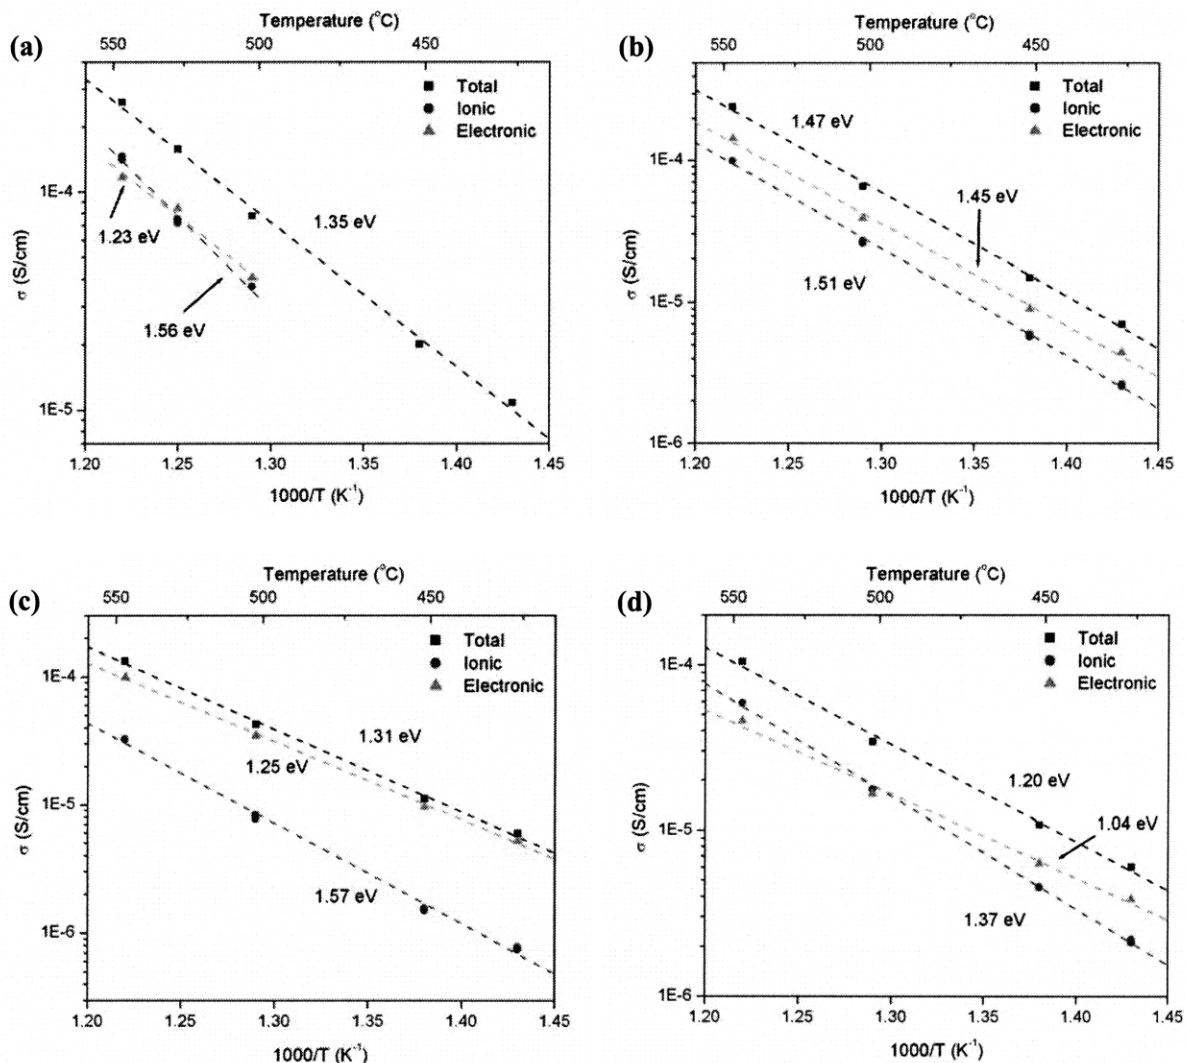 (a)
Temperature (°C)
550 500 450
Total
Ionic
Electronic
1E-4
1E-5
σ (S/cm)
1.35 eV
1.23 eV
1.56 eV
1.20 1.25 1.30 1.35 1.40 1.45
1000/T (K-1)
(b)
Temperature (°C)
550 500 450
Total
Ionic
Electronic
1E-4
1E-5
1E-6
σ (S/cm)
1.47 eV
1.45 eV
1.51 eV
1.20 1.25 1.30 1.35 1.40 1.45
1000/T (K-1)
(c)
Temperature (°C)
550 500 450
Total
Ionic
Electronic
1E-4
1E-5
1E-6
σ (S/cm)
1.31 eV
1.25 eV
1.57 eV
1.20 1.25 1.30 1.35 1.40 1.45
1000/T (K-1)
(d)
Temperature (°C)
550 500 450
Total
Ionic
Electronic
1E-4
1E-5
1E-6
σ (S/cm)
1.20 eV
1.04 eV
1.37 eV
1.20 1.25 1.30 1.35 1.40 1.45
1000/T (K-1)